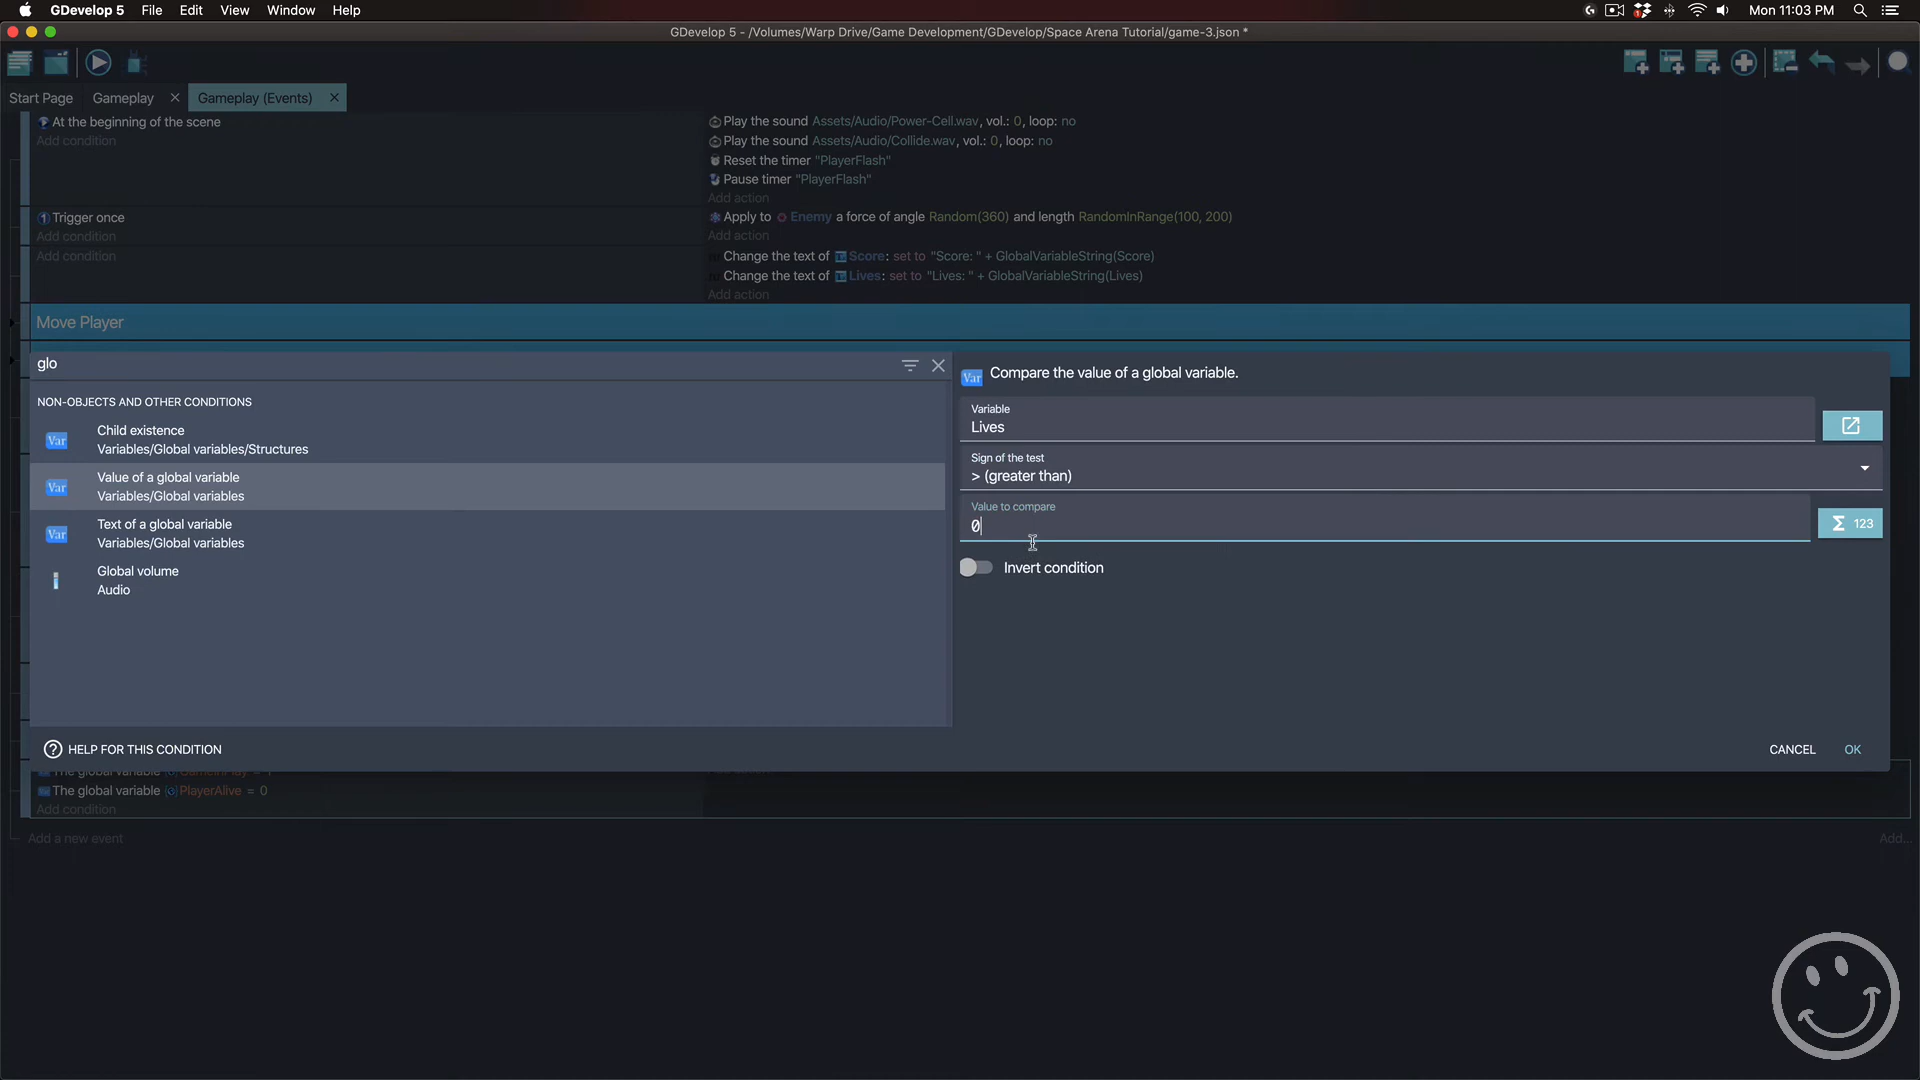 GDevelop 5 File Edit View Window Help Mon 11:03 PM
GDevelop 5 - /Volumes/Warp Drive/Game Development/GDevelop/Space Arena Tutorial/game-3.json *
Start Page Gameplay Gameplay (Events)
At the beginning of the scene
Add condition
Play the sound Assets/Audio/Power-Cell.wav, vol.: 0, loop: no
Play the sound Assets/Audio/Collide.wav, vol.: 0, loop: no
Reset the timer "PlayerFlash"
Pause timer "PlayerFlash"
Add action
Trigger once
Add condition
Apply to Enemy a force of angle Random(360) and length RandomInRange(100, 200)
Add action
Add condition
Change the text of Score: set to "Score: " + GlobalVariableString(Score)
Change the text of Lives: set to "Lives: " + GlobalVariableString(Lives)
Add action
Move Player
glo
NON-OBJECTS AND OTHER CONDITIONS
Var Child existence
Variables/Global variables/Structures
Var Value of a global variable
Variables/Global variables
Var Text of a global variable
Variables/Global variables
Global volume
Audio
HELP FOR THIS CONDITION
Var Compare the value of a global variable.
Variable
Lives
Sign of the test
> (greater than)
Value to compare
0
Σ 123
Invert condition
CANCEL OK
The global variable GameInPlay = 1
The global variable PlayerAlive = 0
Add condition
Add a new event Add...